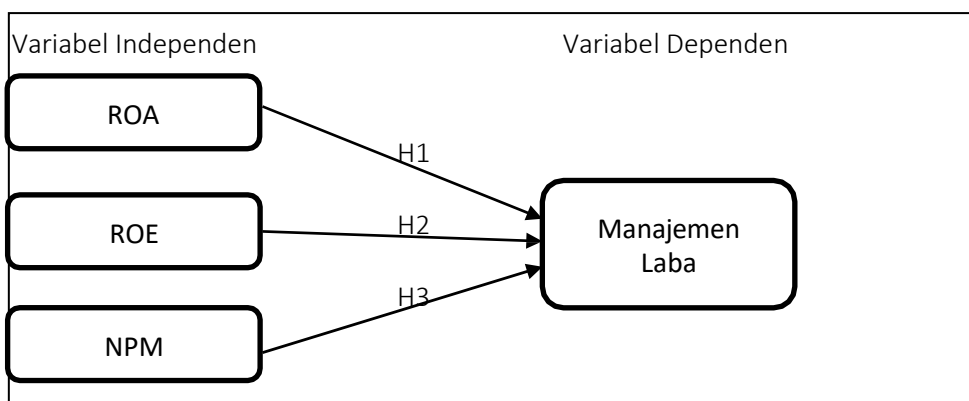 Variabel Independen
Variabel Dependen
ROA
H1
ROE
H2
Manajemen
Laba
H3
NPM